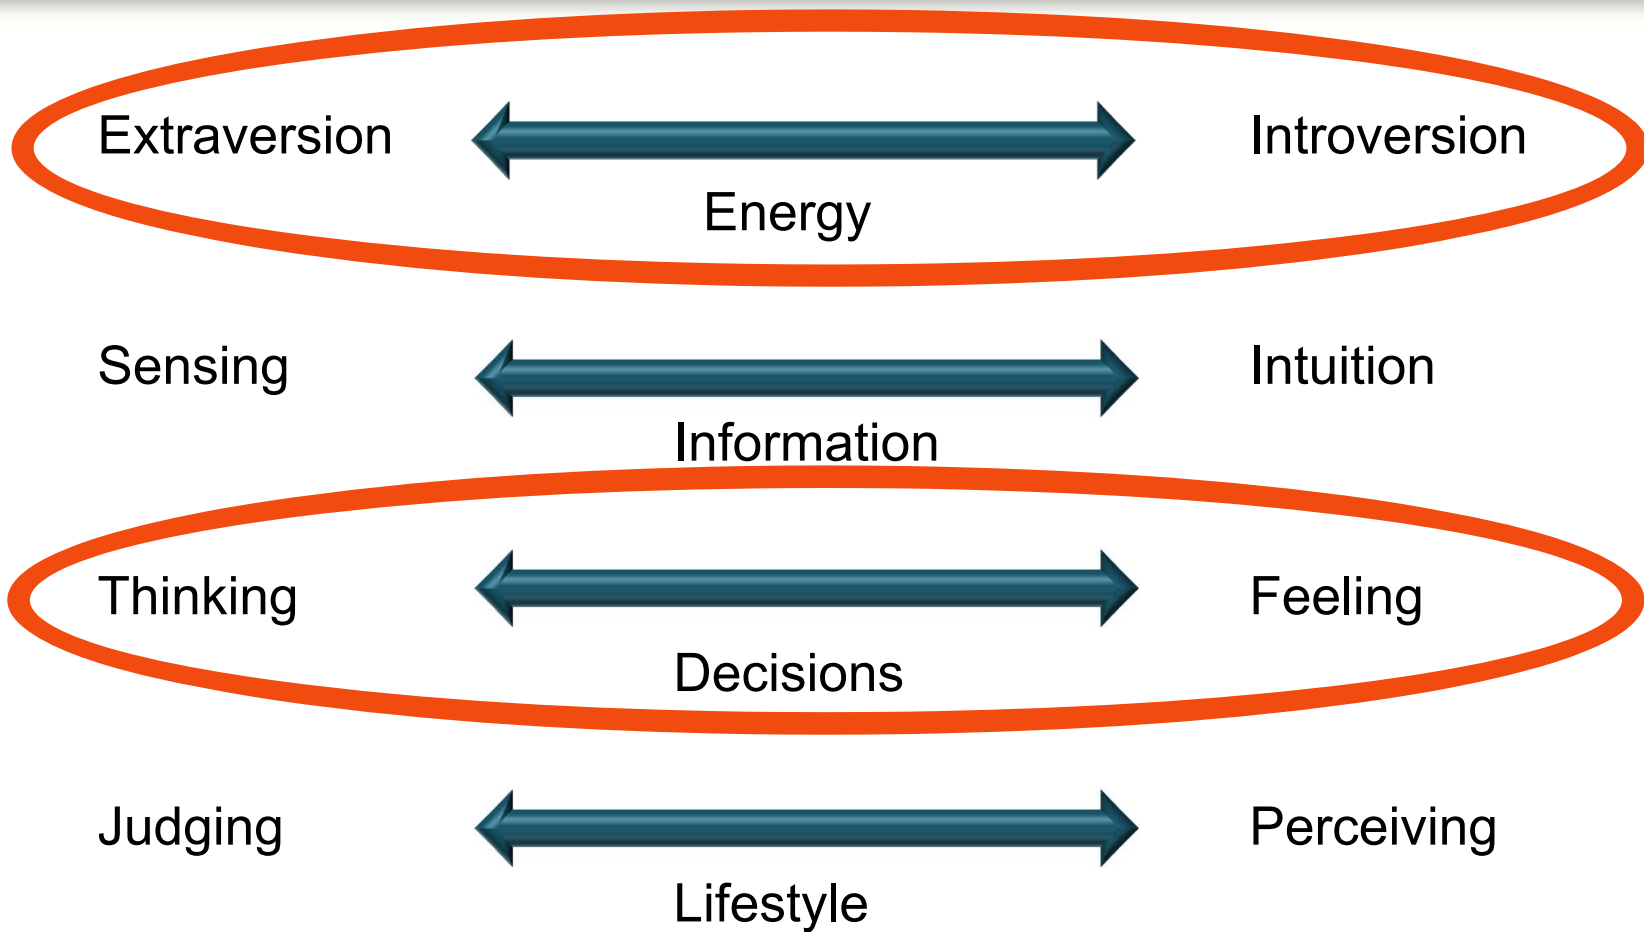 Extraversion Introversion
Energy
Sensing Intuition
Information
Thinking Feeling
Decisions
Judging Perceiving
Lifestyle